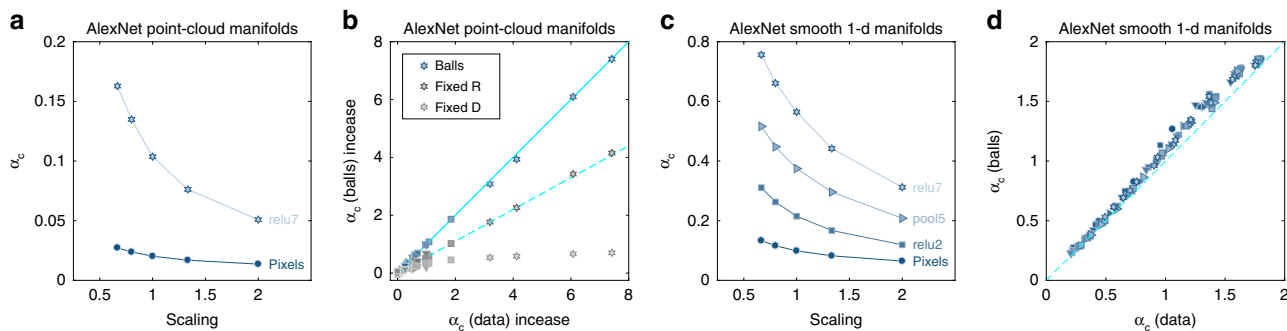 a
AlexNet point-cloud manifolds
0.2
0.15
0.1
0.05
0
α_c
relu7
Pixels
0.5
1
1.5
2
Scaling
b
AlexNet point-cloud manifolds
8
6
4
2
0
α_c (balls) incease
Balls
Fixed R
Fixed D
0
2
4
6
8
α_c (data) incease
c
AlexNet smooth 1-d manifolds
0.8
0.6
0.4
0.2
0
α_c
relu7
pool5
relu2
Pixels
0.5
1
1.5
2
Scaling
d
AlexNet smooth 1-d manifolds
2
1.5
1
0.5
0
α_c (balls)
0
0.5
1
1.5
2
α_c (data)